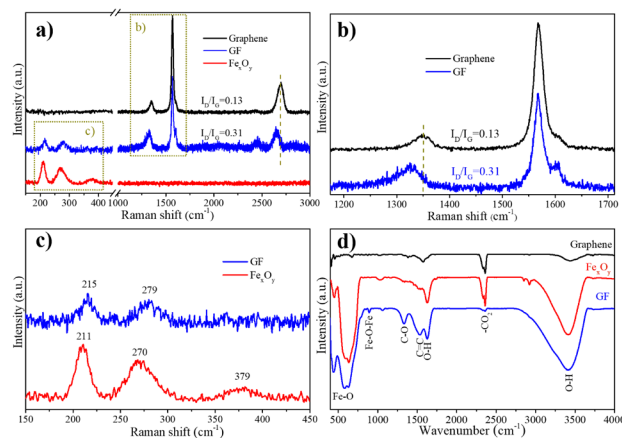 a)
b)
Graphene
GF
FexOy
ID/IG=0.13
ID/IG=0.31
c)
Intensity (a.u.)
200
300
400
1000
1500
2000
2500
3000
Raman shift (cm-1)
b)
Graphene
GF
ID/IG=0.13
ID/IG=0.31
Intensity (a.u.)
1200
1300
1400
1500
1600
1700
Raman shift (cm-1)
c)
GF
FexOy
215
279
211
270
379
Intensity (a.u.)
150
200
250
300
350
400
450
Raman shift (cm-1)
d)
Graphene
FexOy
GF
Fe-O
Fe-O-Fe
C-O
C=C
O-H
-CO2
O-H
Intensity (a.u.)
500
1000
1500
2000
2500
3000
3500
4000
Wavenumber (cm-1)